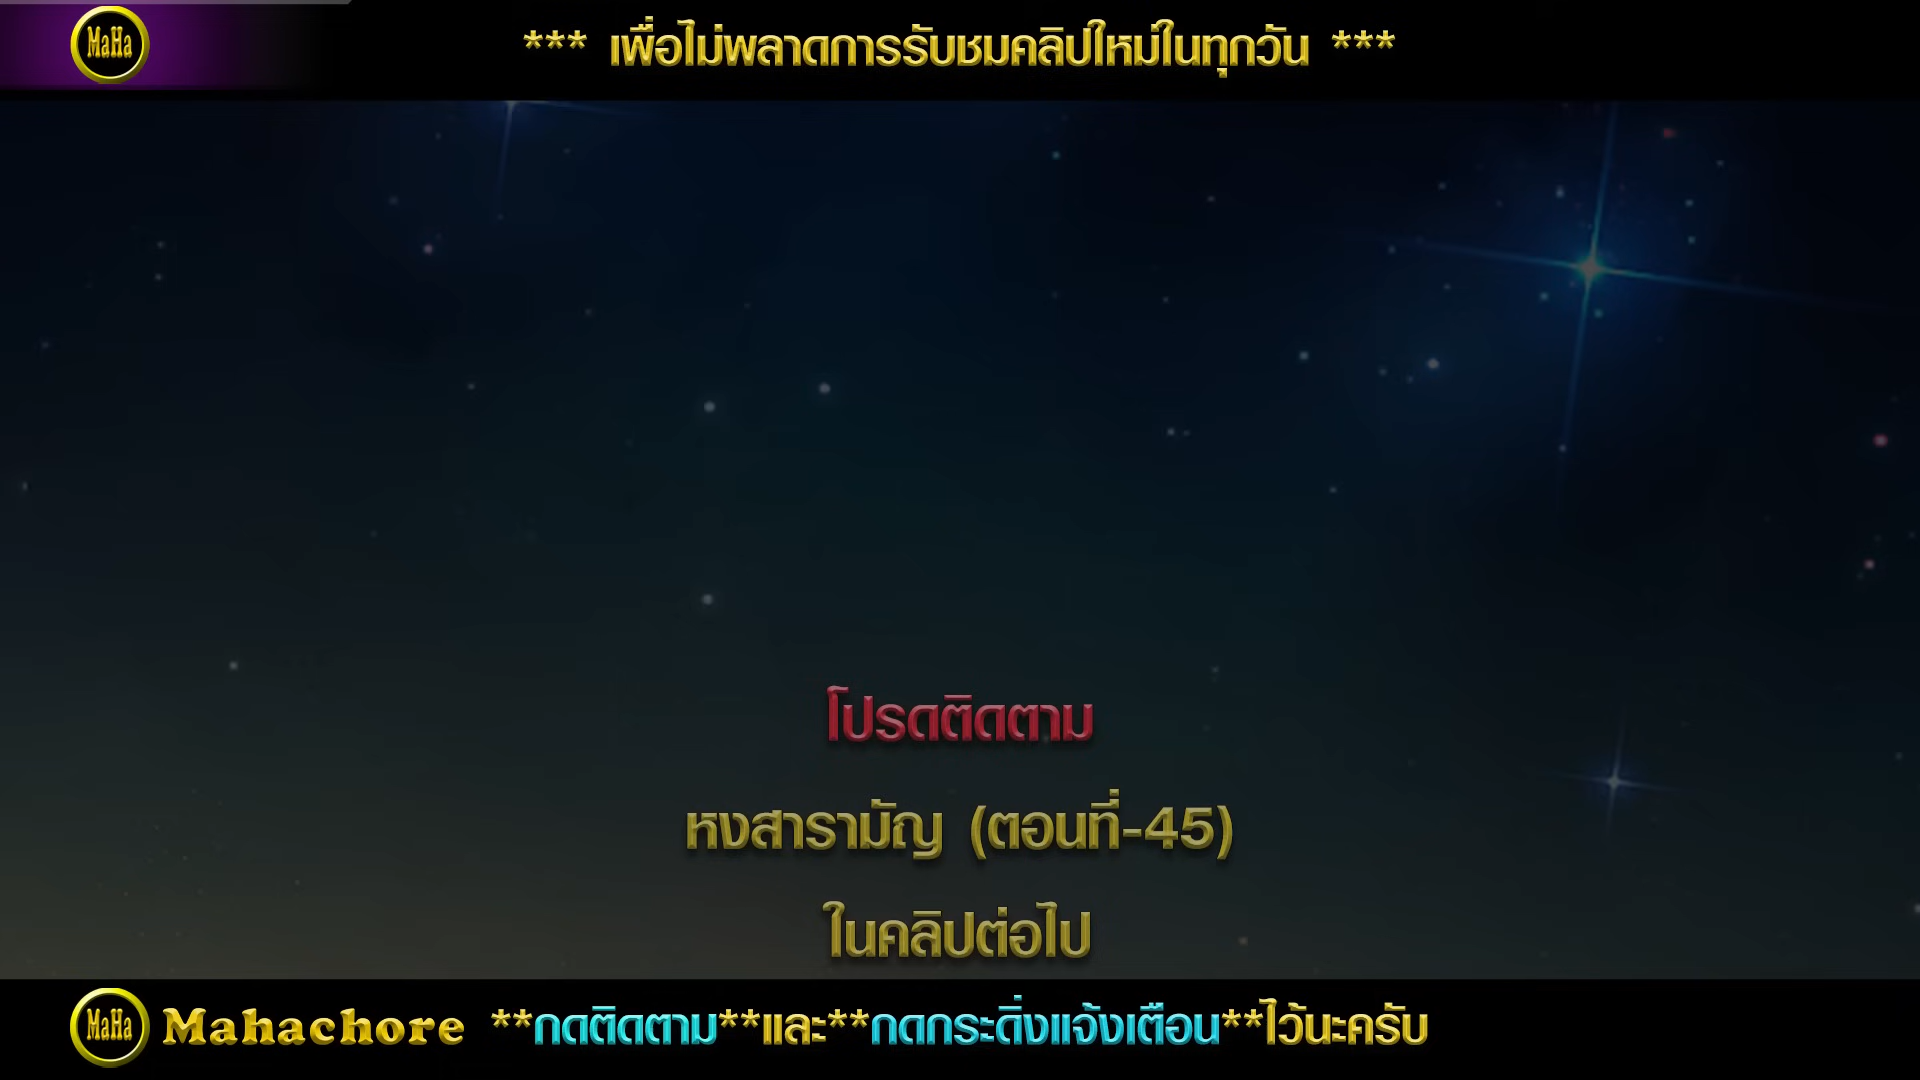 MaHa
*** เพื่อไม่พลาดการรับชมคลิปใหม่ในทุกวัน ***
โปรดติดตาม
หงสารามัญ (ตอนที่-45)
ในคลิปต่อไป
MaHa Mahachore **กดติดตาม**และ**กดกระดิ่งแจ้งเตือน**ไว้นะครับ